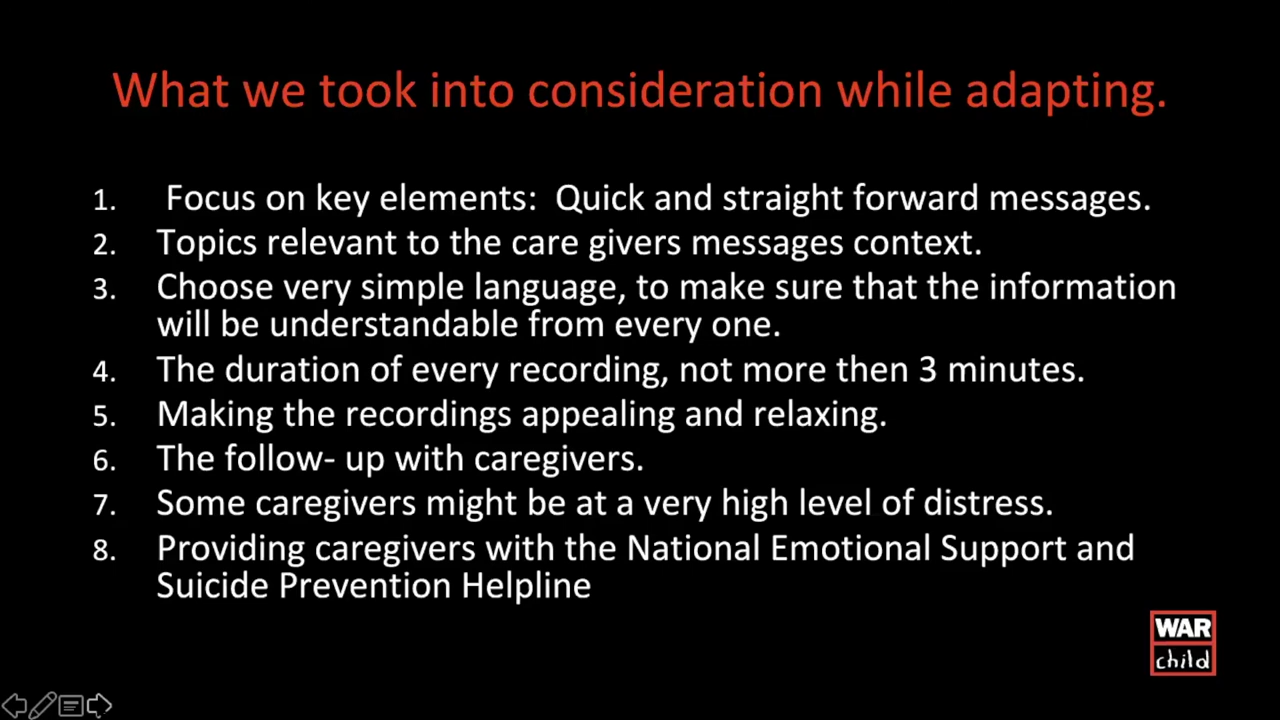 What we took into consideration while adapting.
1. Focus on key elements: Quick and straight forward messages.
2. Topics relevant to the care givers messages context.
3. Choose very simple language, to make sure that the information
will be understandable from every one.
4. The duration of every recording, not more then 3 minutes.
5. Making the recordings appealing and relaxing.
6. The follow- up with caregivers.
7. Some caregivers might be at a very high level of distress.
8. Providing caregivers with the National Emotional Support and
Suicide Prevention Helpline
WAR
child